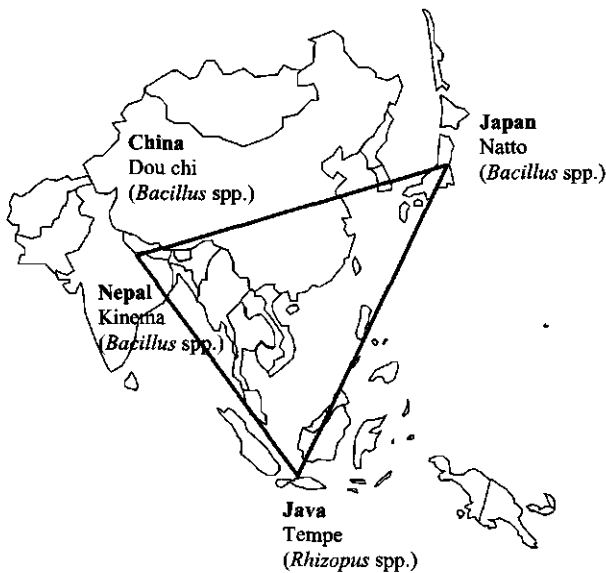 China
Dou chi
(Bacillus spp.)
Japan
Natto
(Bacillus spp.)
Nepal
Kinema
(Bacillus spp.)
Java
Tempe
(Rhizopus spp.)